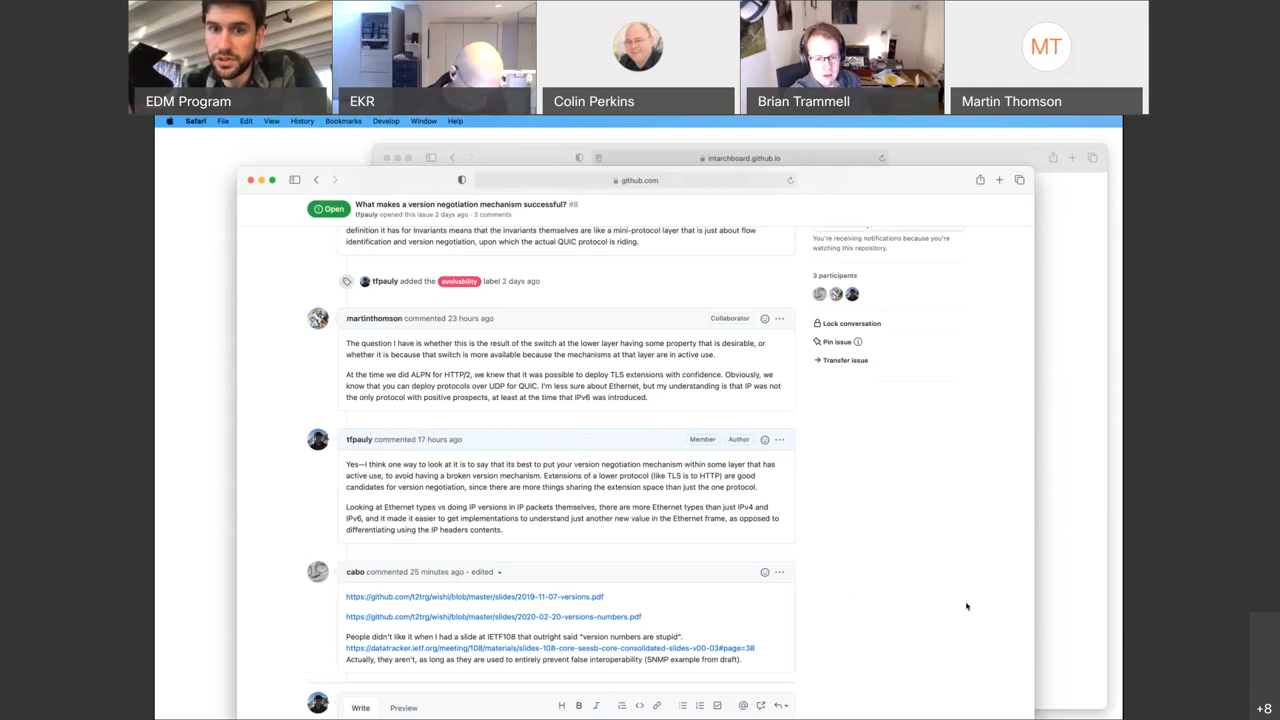 EDM Program
EKR
Colin Perkins
Brian Trammell
MT
Martin Thomson
Safari File Edit View History Bookmarks Develop Window Help
intarchboard.github.io
github.com
Open
What makes a version negotiation mechanism successful? #8
tfpauly opened this issue 2 days ago · 3 comments
definition it has for Invariants means that the Invariants themselves are like a mini-protocol layer that is just about flow
identification and version negotiation, upon which the actual QUIC protocol is riding.
You're receiving notifications because you're
watching this repository.
3 participants
tfpauly added the evolvability label 2 days ago
martinthomson commented 23 hours ago
Collaborator
Lock conversation
Pin issue
Transfer issue
The question I have is whether this is the result of the switch at the lower layer having some property that is desirable, or
whether it is because that switch is more available because the mechanisms at that layer are in active use.
At the time we did ALPN for HTTP/2, we knew that it was possible to deploy TLS extensions with confidence. Obviously, we
know that you can deploy protocols over UDP for QUIC. I'm less sure about Ethernet, but my understanding is that IP was not
the only protocol with positive prospects, at least at the time that IPv6 was introduced.
tfpauly commented 17 hours ago
Member Author
Yes—I think one way to look at it is to say that its best to put your version negotiation mechanism within some layer that has
active use, to avoid having a broken version mechanism. Extensions of a lower protocol (like TLS is to HTTP) are good
candidates for version negotiation, since there are more things sharing the extension space than just the one protocol.
Looking at Ethernet types vs doing IP versions in IP packets themselves, there are more Ethernet types than just IPv4 and
IPv6, and it made it easier to get implementations to understand just another new value in the Ethernet frame, as opposed to
differentiating using the IP headers contents.
cabo commented 25 minutes ago · edited
https://github.com/t2trg/wishi/blob/master/slides/2019-11-07-versions.pdf
https://github.com/t2trg/wishi/blob/master/slides/2020-02-20-versions-numbers.pdf
People didn't like it when I had a slide at IETF108 that outright said "version numbers are stupid".
https://datatracker.ietf.org/meeting/108/materials/slides-108-core-sessb-core-consolidated-slides-v00-03#page=38
Actually, they aren't, as long as they are used to entirely prevent false interoperability (SNMP example from draft).
Write Preview
H B I
+8